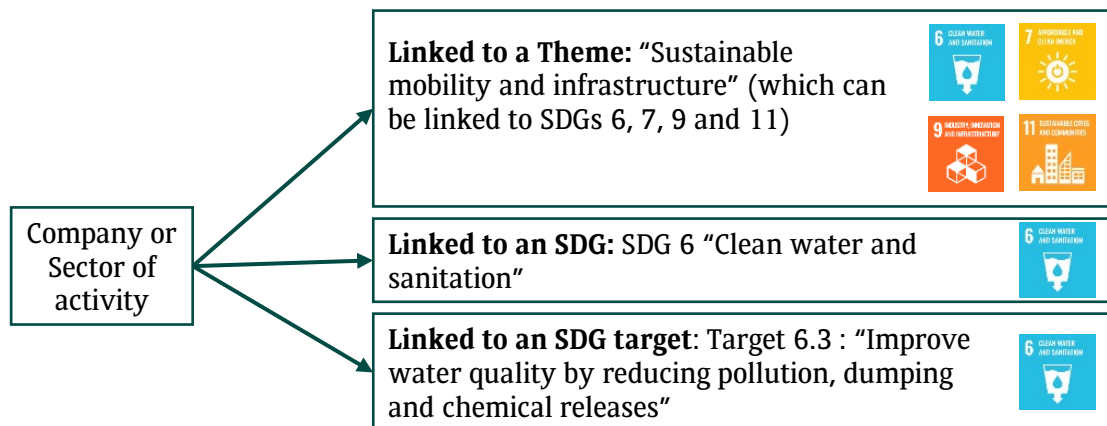 Linked to a Theme: “Sustainable
mobility and infrastructure” (which can
be linked to SDGs 6, 7, 9 and 11)
6 CLEAN WATER
AND SANITATION
7 AFFORDABLE AND
CLEAN ENERGY
9 INDUSTRY, INNOVATION
AND INFRASTRUCTURE
11 SUSTAINABLE CITIES
AND COMMUNITIES
Company or
Sector of
activity
Linked to an SDG: SDG 6 “Clean water and
sanitation”
6 CLEAN WATER
AND SANITATION
Linked to an SDG target: Target 6.3 : “Improve
water quality by reducing pollution, dumping
and chemical releases”
6 CLEAN WATER
AND SANITATION